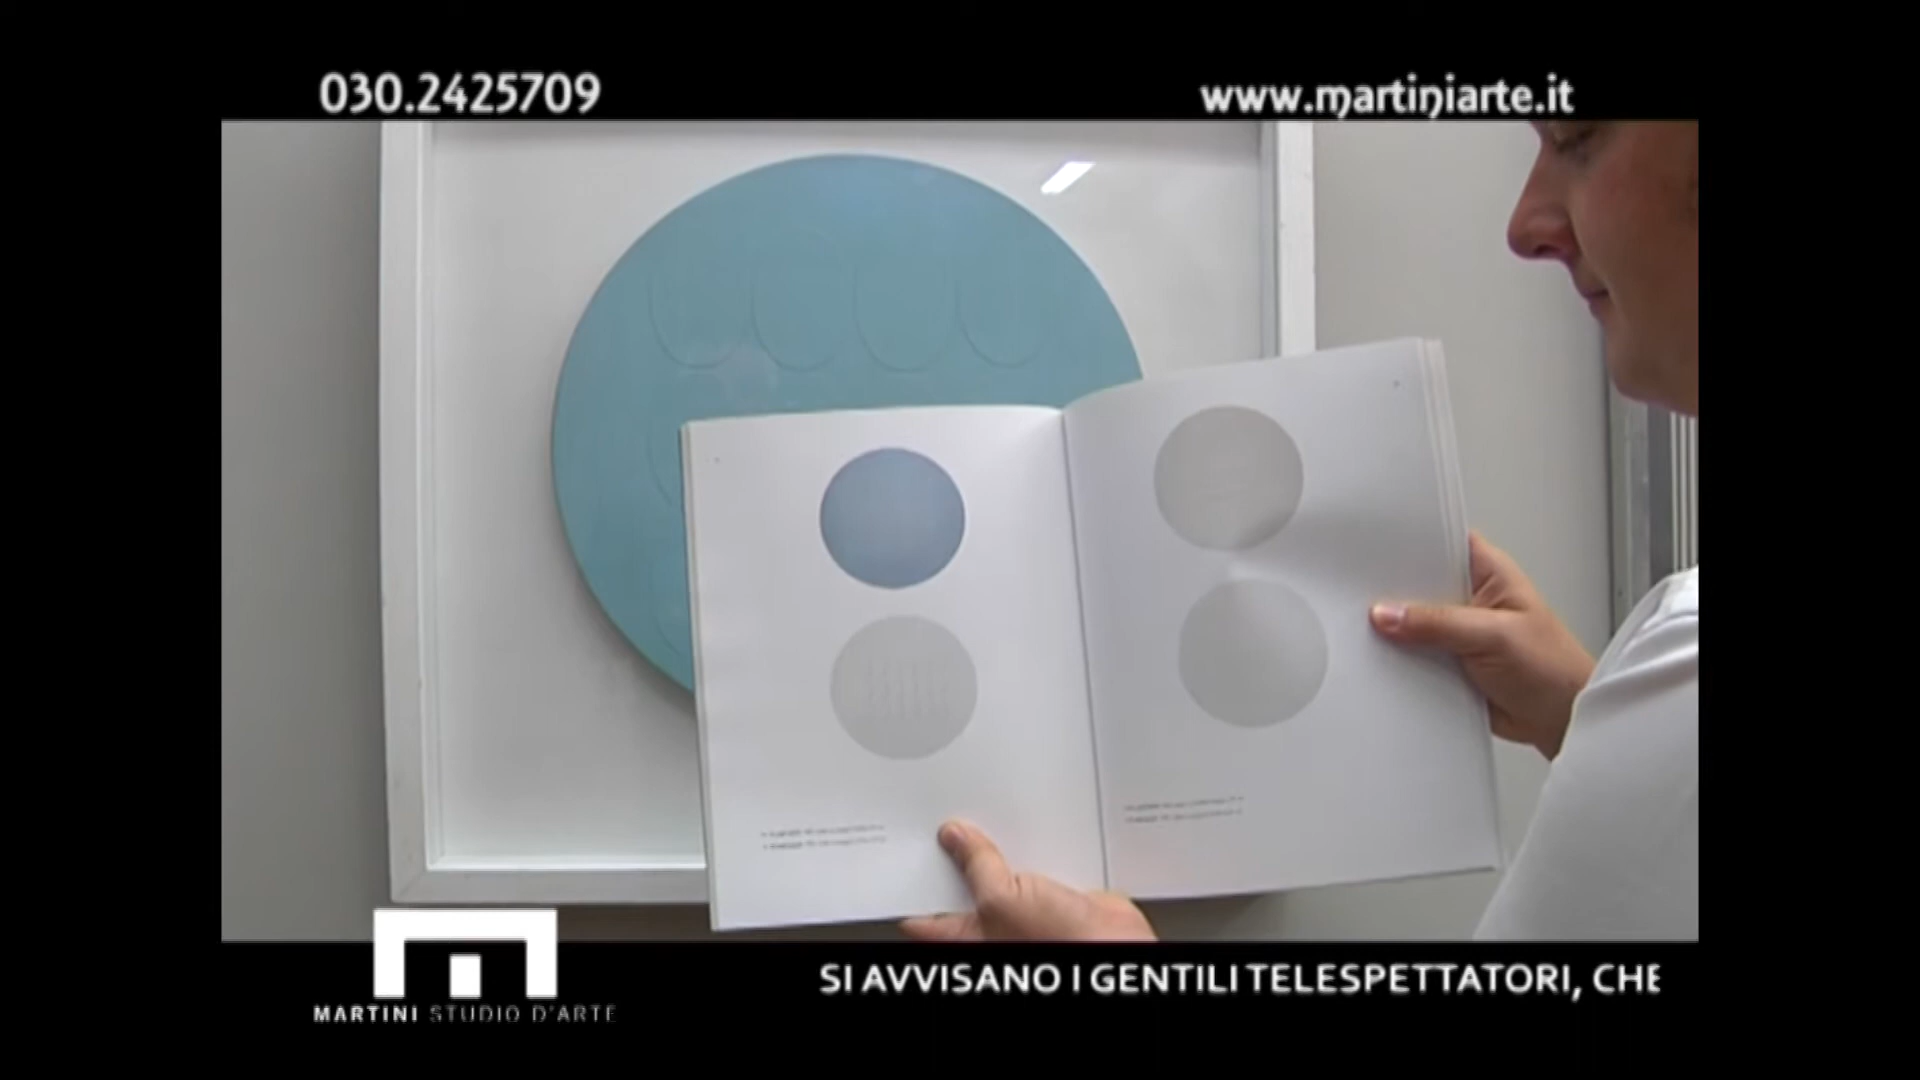 030.2425709
www.martiniarte.it
MARTINI STUDIO D'ARTE
SI AVVISANO I GENTILI TELESPETTATORI, CHE